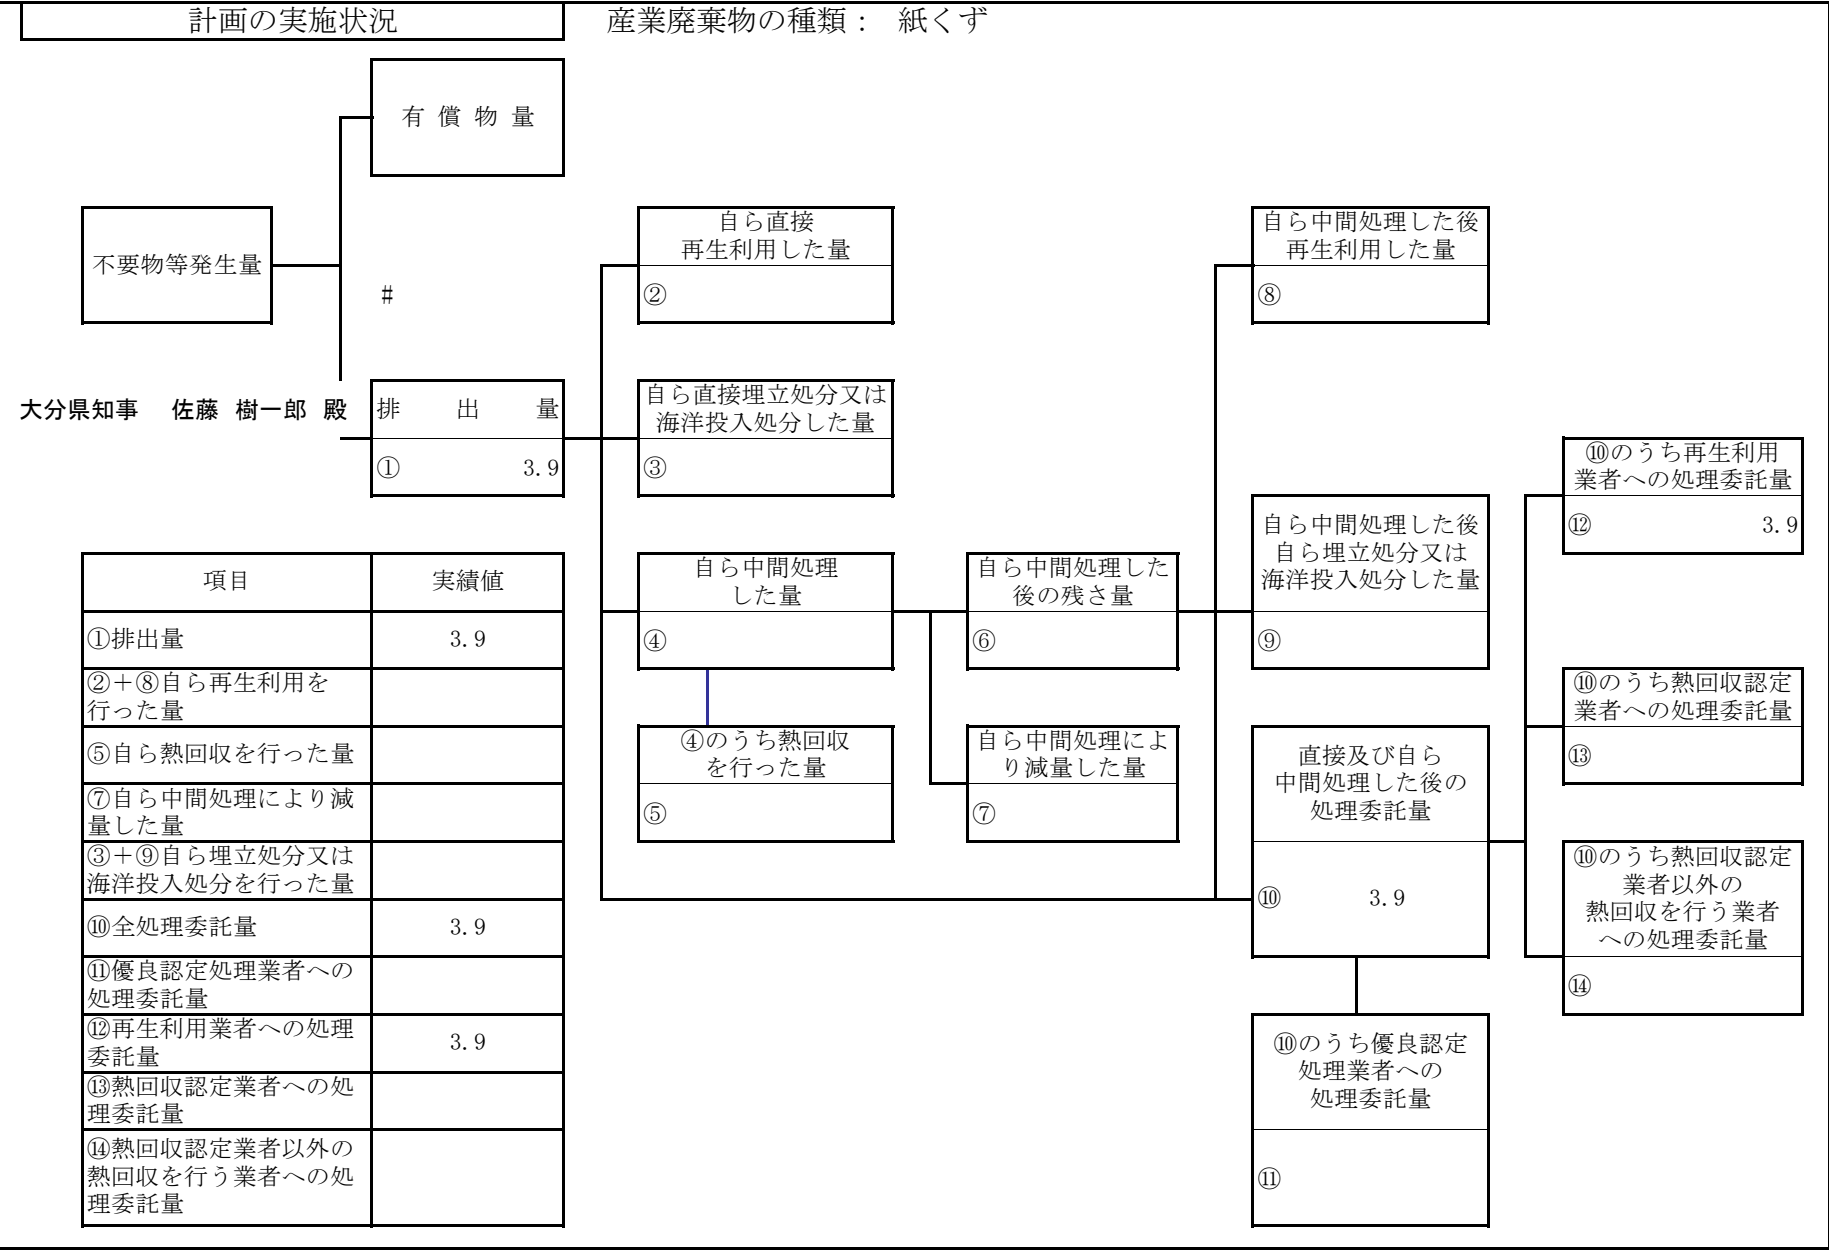 計画の実施状況
産業廃棄物の種類： 紙くず
有 償 物 量
不要物等発生量
#
自ら直接
再生利用した量
②
自ら中間処理した後
再生利用した量
⑧
大分県知事 佐藤 樹一郎 殿
排 出 量
① 3.9
自ら直接埋立処分又は
海洋投入処分した量
③
⑩のうち再生利用
業者への処理委託量
⑫ 3.9
自ら中間処理した後
自ら埋立処分又は
海洋投入処分した量
⑨
自ら中間処理
した量
④
自ら中間処理した
後の残さ量
⑥
④のうち熱回収
を行った量
⑤
自ら中間処理によ
り減量した量
⑦
直接及び自ら
中間処理した後の
処理委託量
⑩ 3.9
⑩のうち熱回収認定
業者への処理委託量
⑬
⑩のうち熱回収認定
業者以外の
熱回収を行う業者
への処理委託量
⑭
⑩のうち優良認定
処理業者への
処理委託量
⑪
項目 実績値
①排出量 3.9
②＋⑧自ら再生利用を
行った量
⑤自ら熱回収を行った量
⑦自ら中間処理により減
量した量
③＋⑨自ら埋立処分又は
海洋投入処分を行った量
⑩全処理委託量 3.9
⑪優良認定処理業者への
処理委託量
⑫再生利用業者への処理
委託量 3.9
⑬熱回収認定業者への処
理委託量
⑭熱回収認定業者以外の
熱回収を行う業者への処
理委託量